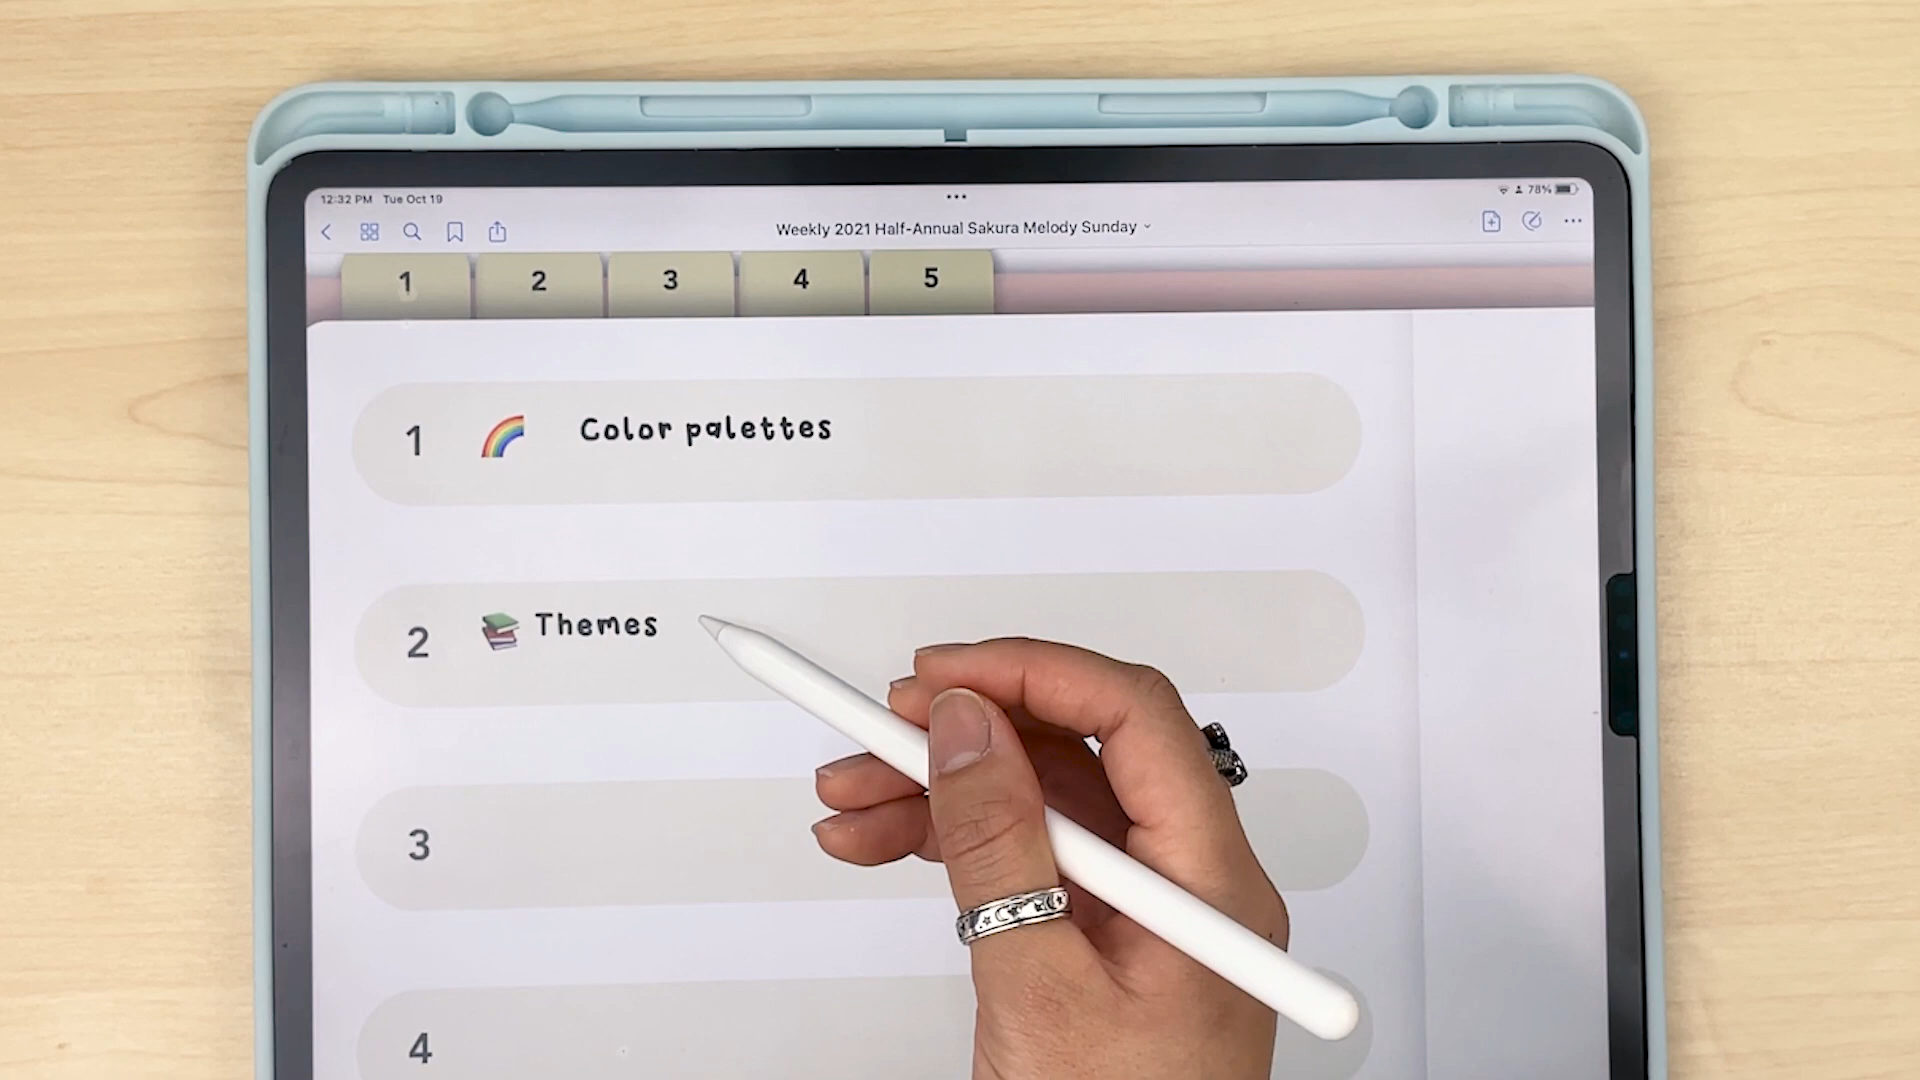 12:32 PM Tue Oct 19
78%
Weekly 2021 Half-Annual Sakura Melody Sunday
1 2 3 4 5
1 🌈 Color palettes
2 📚 Themes
3
4